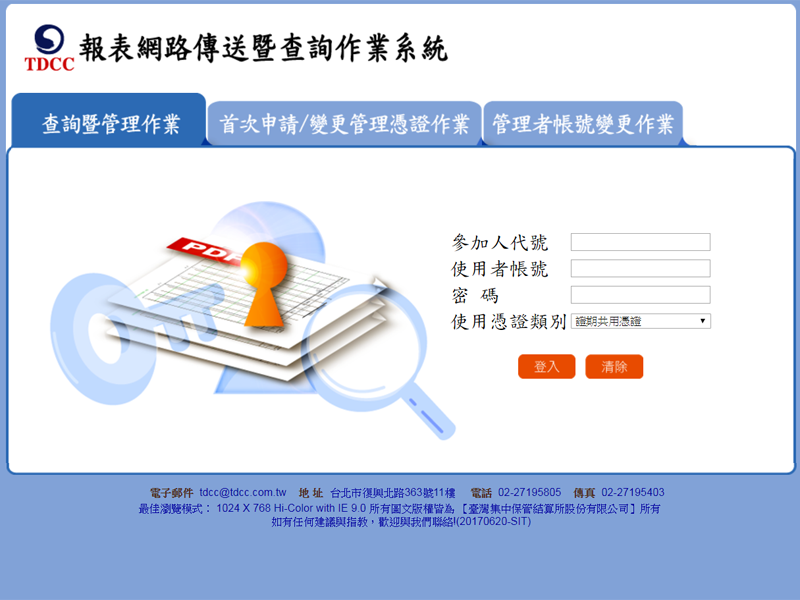 TDCC 報表網路傳送暨查詢作業系統
查詢暨管理作業 首次申請/變更管理憑證作業 管理者帳號變更作業
PDF
參加人代號
使用者帳號
密 碼
使用憑證類別 證期共用憑證
登入 清除
電子郵件 tdcc@tdcc.com.tw 地 址 台北市復興北路363號11樓 電話 02-27195805 傳真 02-27195403
最佳瀏覽模式： 1024 X 768 Hi-Color with IE 9.0 所有圖文版權皆為 【臺灣集中保管結算所股份有限公司】所有
如有任何建議與指教，歡迎與我們聯絡!(20170620-SIT)